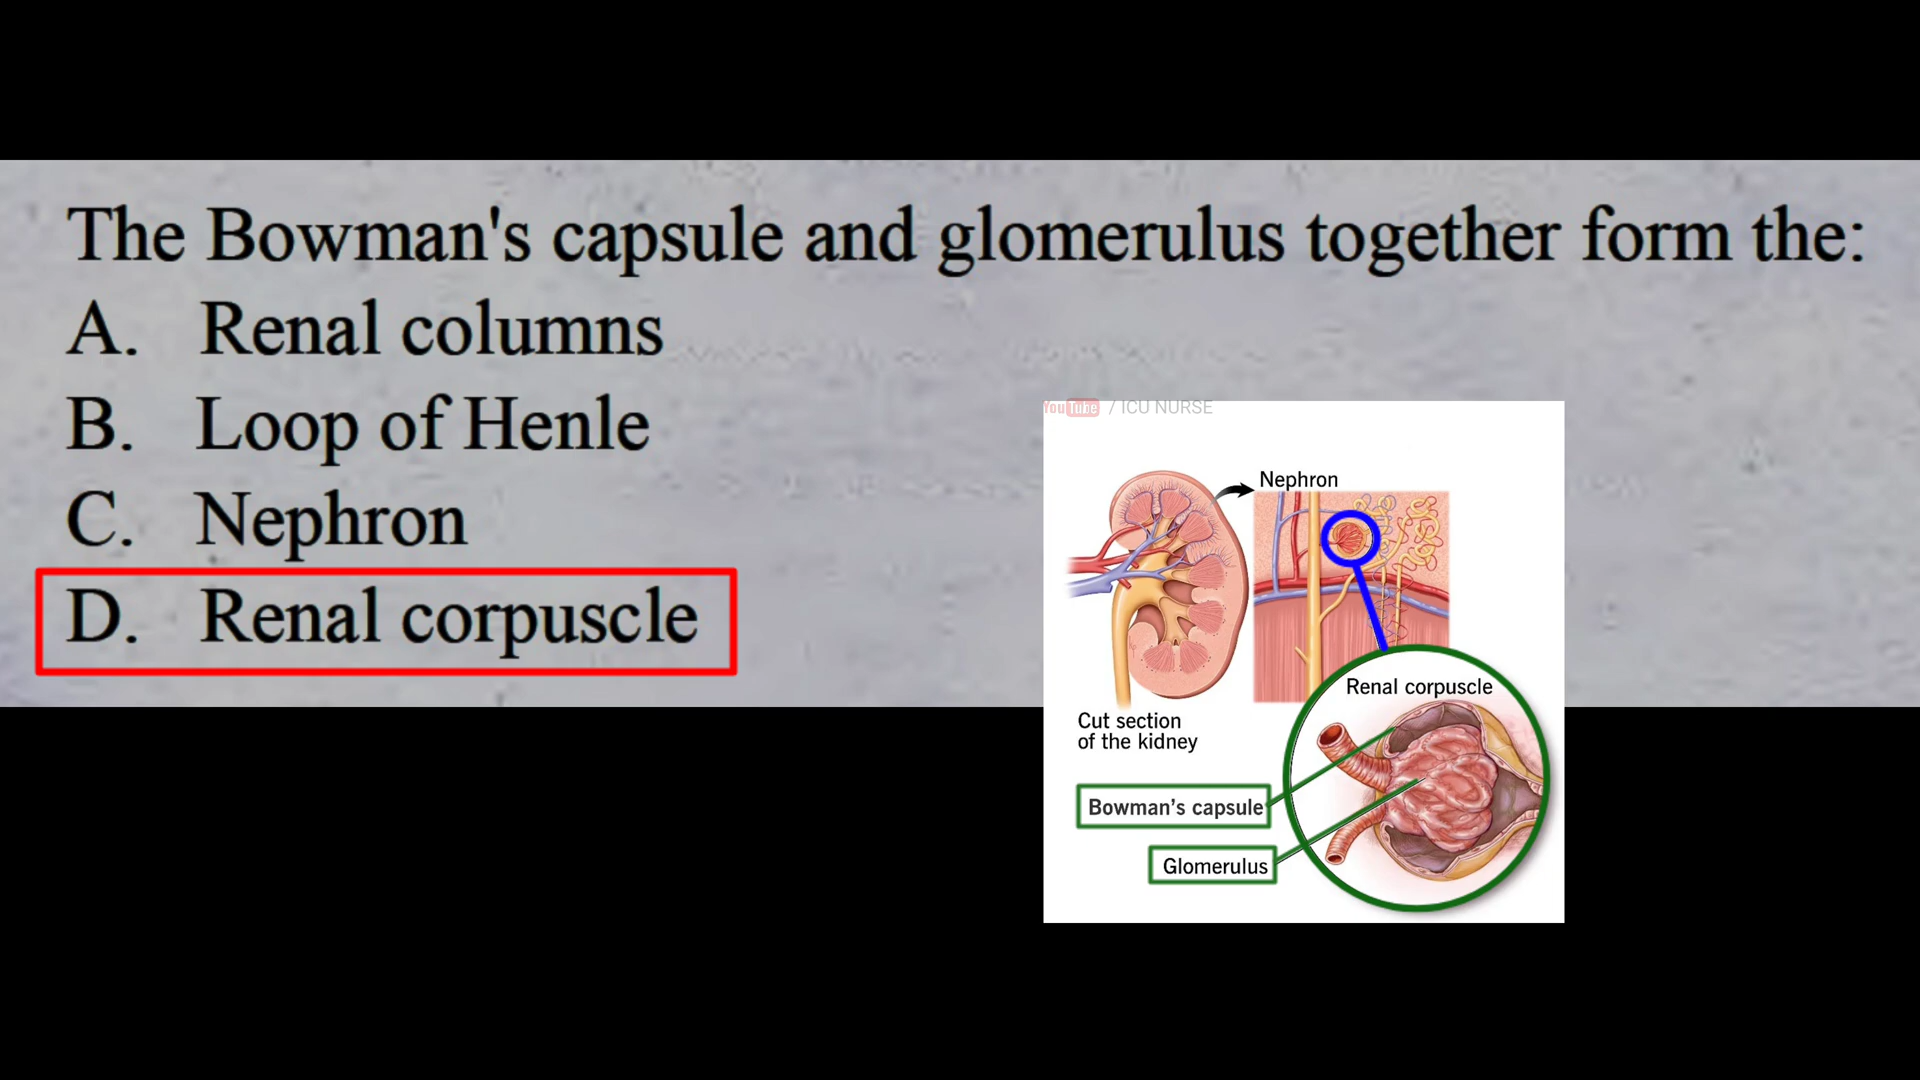 The Bowman's capsule and glomerulus together form the:
A. Renal columns
B. Loop of Henle
C. Nephron
D. Renal corpuscle
YouTube / ICU NURSE
Nephron
Renal corpuscle
Cut section
of the kidney
Bowman's capsule
Glomerulus